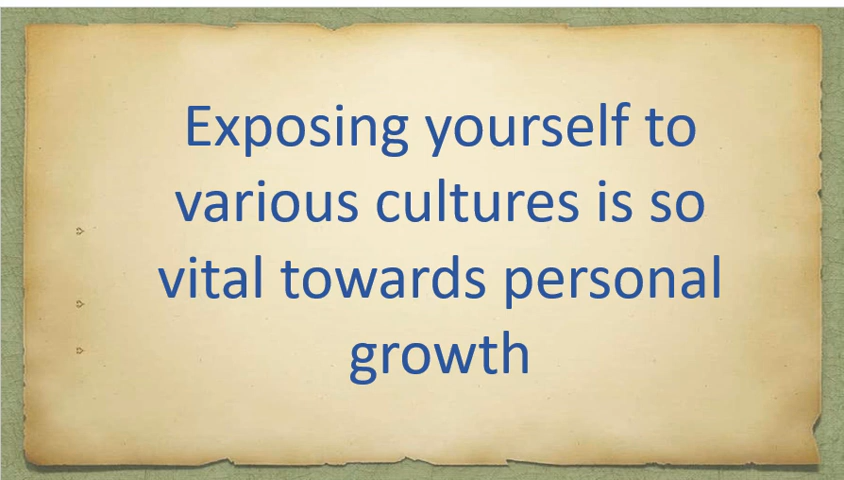 Exposing yourself to
various cultures is so
vital towards personal
growth